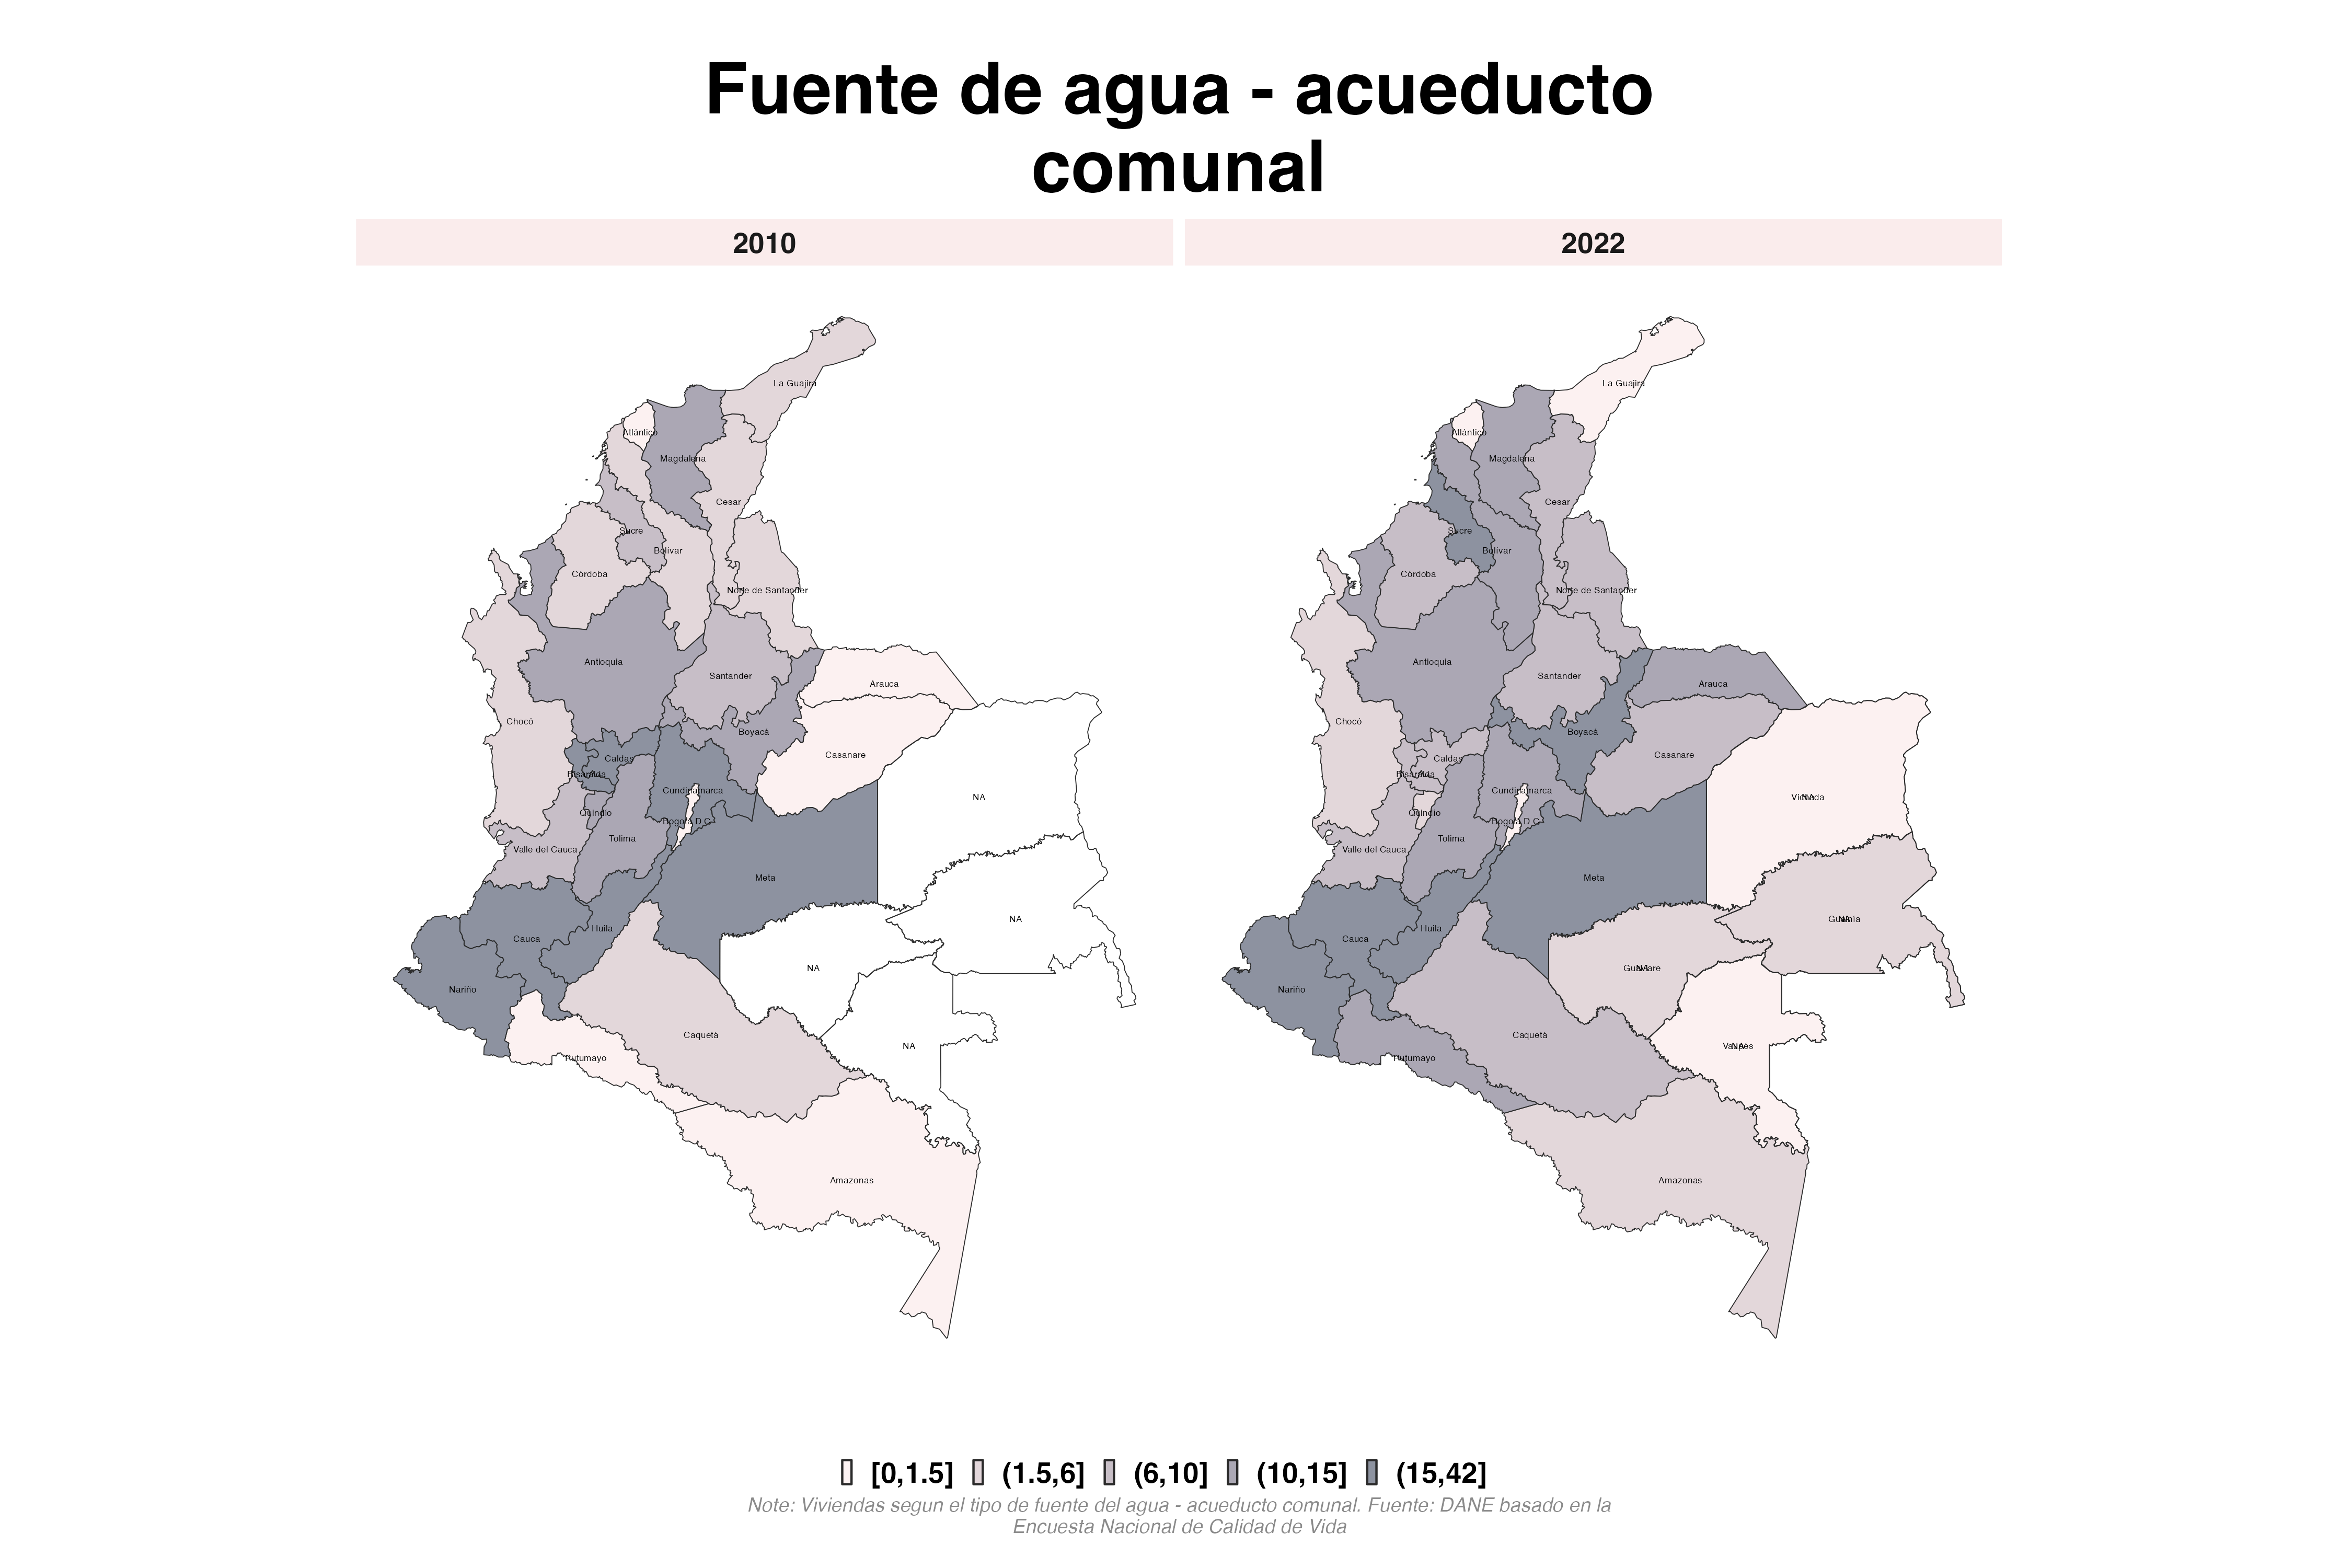 Fuente de agua - acueducto
comunal
2010
2022
La Guajira
Atlántico
Magdalena
Cesar
Sucre
Bolívar
Córdoba
Norte de Santander
Antioquia
Santander
Arauca
Chocó
Boyacá
Casanare
Caldas
Risaralda
Cundinamarca
NA
Quindío
Bogotá D.C.
Tolima
Valle del Cauca
Meta
NA
Huila
Cauca
NA
Nariño
Caquetá
NA
Putumayo
Amazonas
La Guajira
Atlántico
Magdalena
Cesar
Sucre
Bolívar
Córdoba
Norte de Santander
Antioquia
Santander
Arauca
Chocó
Boyacá
Casanare
Caldas
Risaralda
Cundinamarca
Vichada
NA
Quindío
Bogotá D.C.
Tolima
Valle del Cauca
Meta
Guainía
NA
Huila
Cauca
Guaviare
NA
Nariño
Caquetá
Vaupés
NA
Putumayo
Amazonas
[0,1.5] (1.5,6] (6,10] (10,15] (15,42]
Note: Viviendas segun el tipo de fuente del agua - acueducto comunal. Fuente: DANE basado en la
Encuesta Nacional de Calidad de Vida